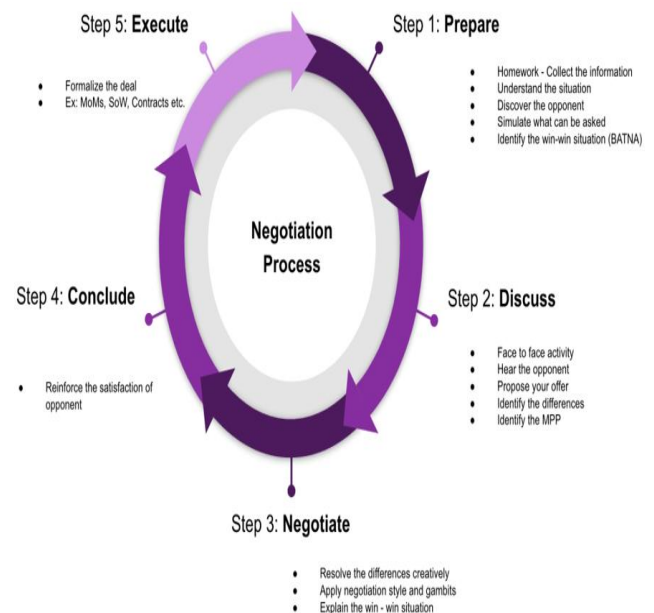 Step 5: Execute
● Formalize the deal
● Ex: MoMs, SoW, Contracts etc.
Step 1: Prepare
● Homework - Collect the information
● Understand the situation
● Discover the opponent
● Simulate what can be asked
● Identify the win-win situation (BATNA)
Negotiation
Process
Step 4: Conclude
● Reinforce the satisfaction of
opponent
Step 2: Discuss
● Face to face activity
● Hear the opponent
● Propose your offer
● Identify the differences
● Identify the MPP
Step 3: Negotiate
● Resolve the differences creatively
● Apply negotiation style and gambits
● Explain the win - win situation